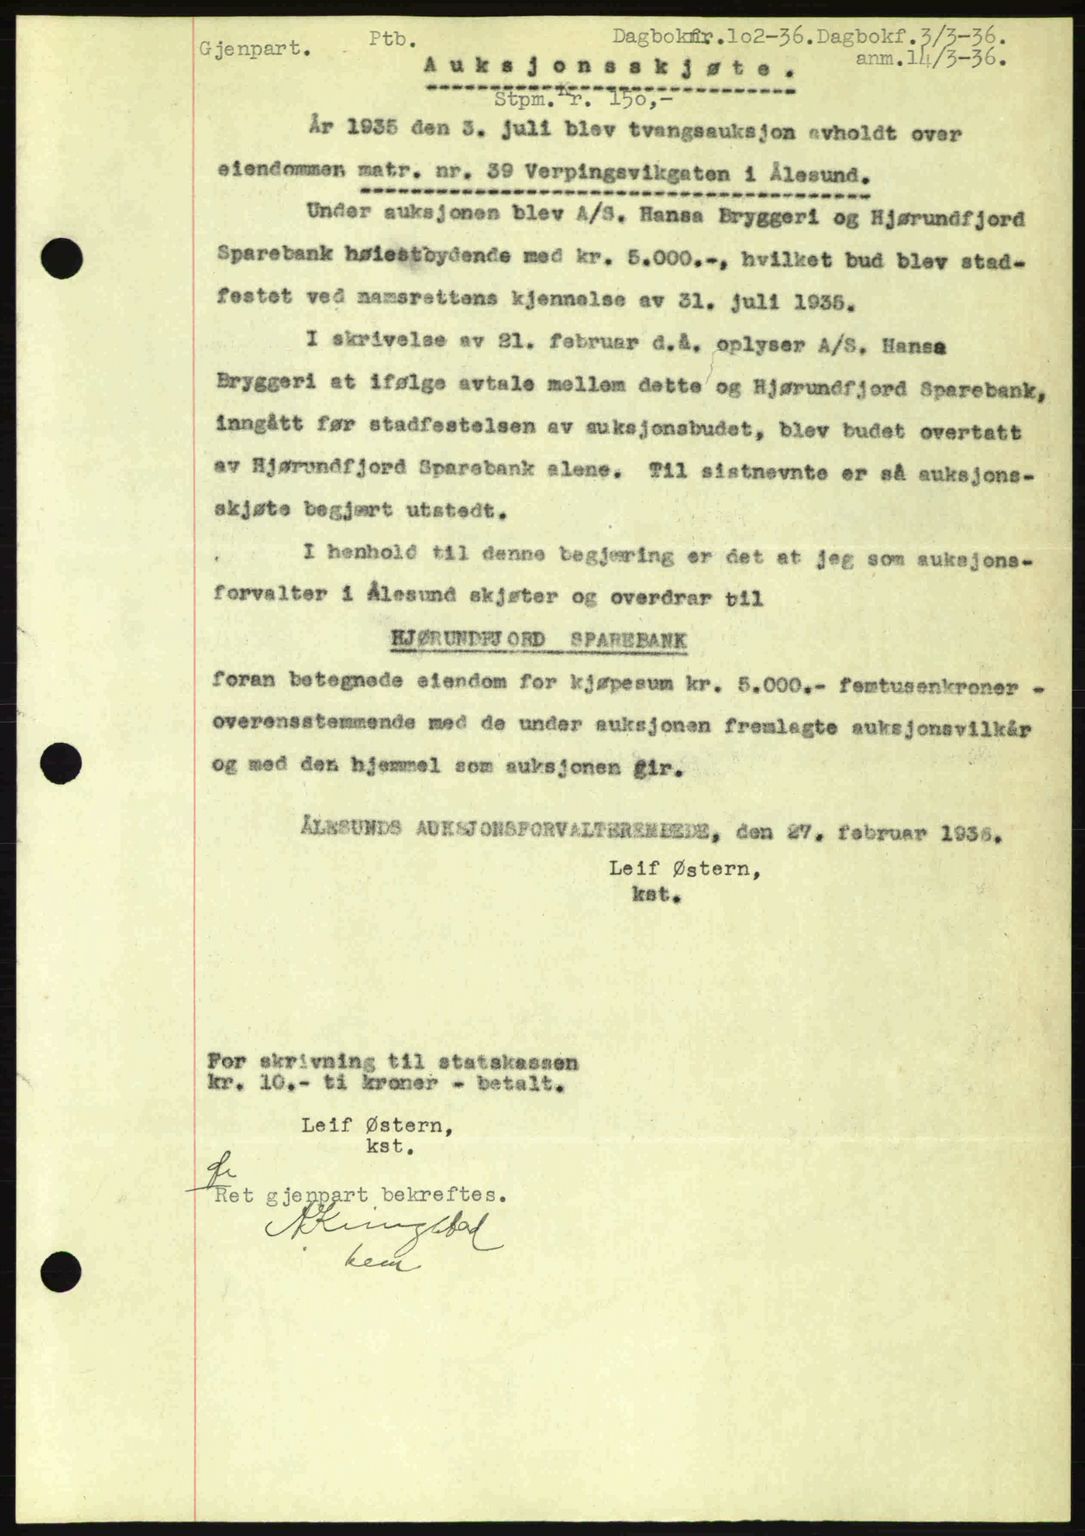 Gjenpart. Ptb. Dagboknr.1o2-36.Dagbokf.3/3-36.
anm.14/3-36.
Auksjonsskjøte.
Stpm.Kr. 150,-
År 1935 den 3. juli blev tvangsauksjon avholdt over
eiendommen matr. nr. 39 Verpingsvikgaten i Ålesund.
Under auksjonen blev A/S. Hansa Bryggeri og Hjørundfjord
Sparebank høiestbydende med kr. 5.000.-, hvilket bud blev stad-
festet ved namsrettens kjennelse av 31. juli 1935.
I skrivelse av 21. februar d.å. oplyser A/S. Hansa
Bryggeri at ifølge avtale mellem dette og Hjørundfjord Sparebank,
inngått før stadfestelsen av auksjonsbudet, blev budet overtatt
av Hjørundfjord Sparebank alene. Til sistnevnte er så auksjons-
skjøte begjært utstedt.
I henhold til denne begjæring er det at jeg som auksjons-
forvalter i Ålesund skjøter og overdrar til
HJØRUNDFJORD SPAREBANK
foran betegnede eiendom for kjøpesum kr. 5.000.- femtusenkroner -
overensstemmende med de under auksjonen fremlagte auksjonsvilkår
og med den hjemmel som auksjonen gir.
ÅLESUNDS AUKSJONSFORVALTEREMBEDE, den 27. februar 1936.
Leif Østern,
kst.
For skrivning til statskassen
kr. 10.- ti kroner - betalt.
Leif Østern,
kst.
Ret gjenpart bekreftes.